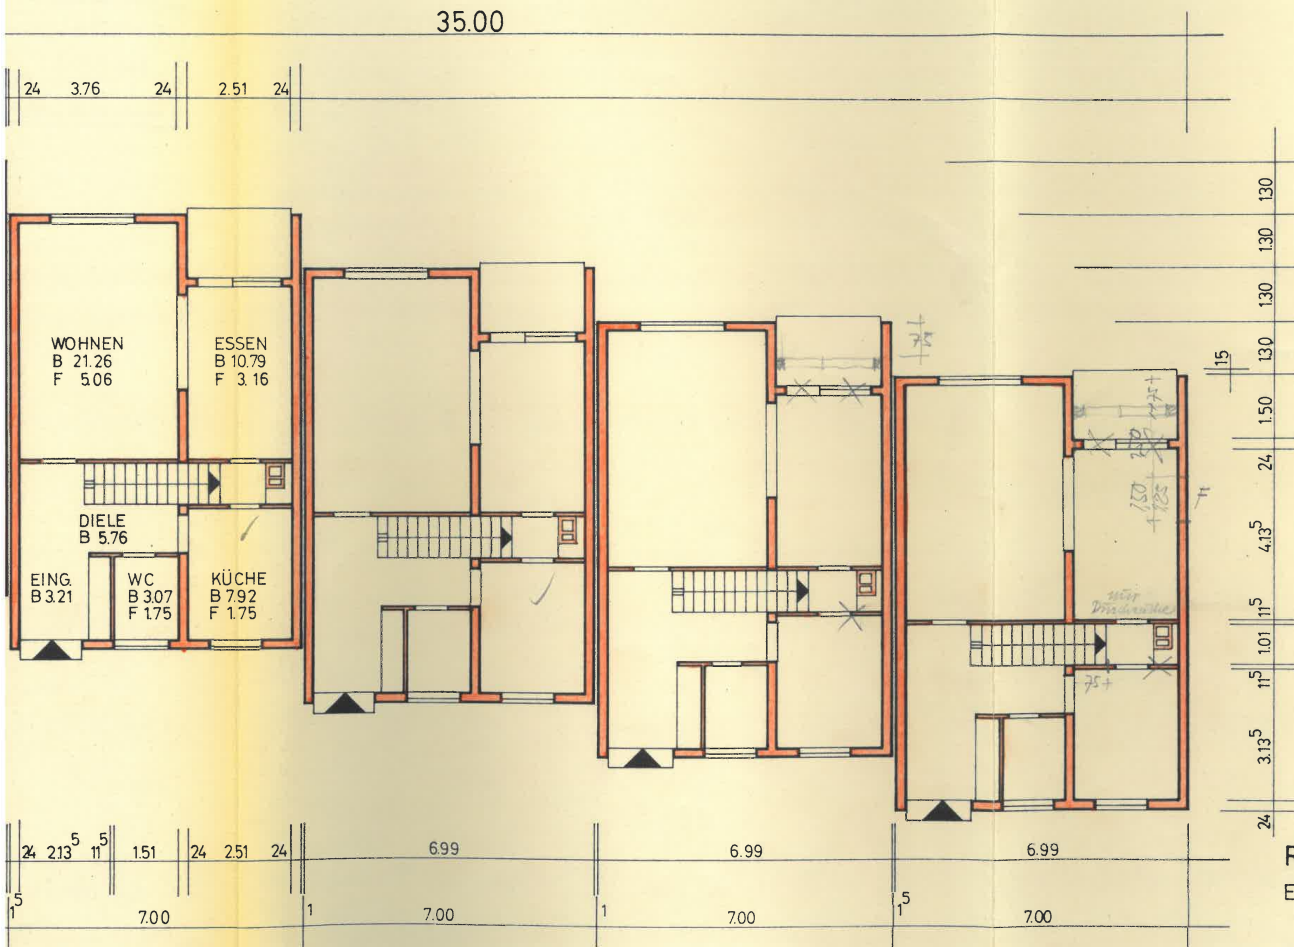 35.00
24 3.76 24 2.51 24
WOHNEN
B 21.26
F 5.06
ESSEN
B 10.79
F 3.16
DIELE
B 5.76
EING.
B 3.21
WC
B 3.07
F 1.75
KÜCHE
B 7.92
F 1.75
75
75
1.30
1.30
1.30
1.30
15
1.50
24
4.13⁵
11⁵
1.01
11⁵
3.13⁵
24
24 2.13⁵ 11⁵ 1.51 24 2.51 24 6.99 6.99 6.99
1⁵ 7.00 1 7.00 1 7.00 1⁵ 7.00